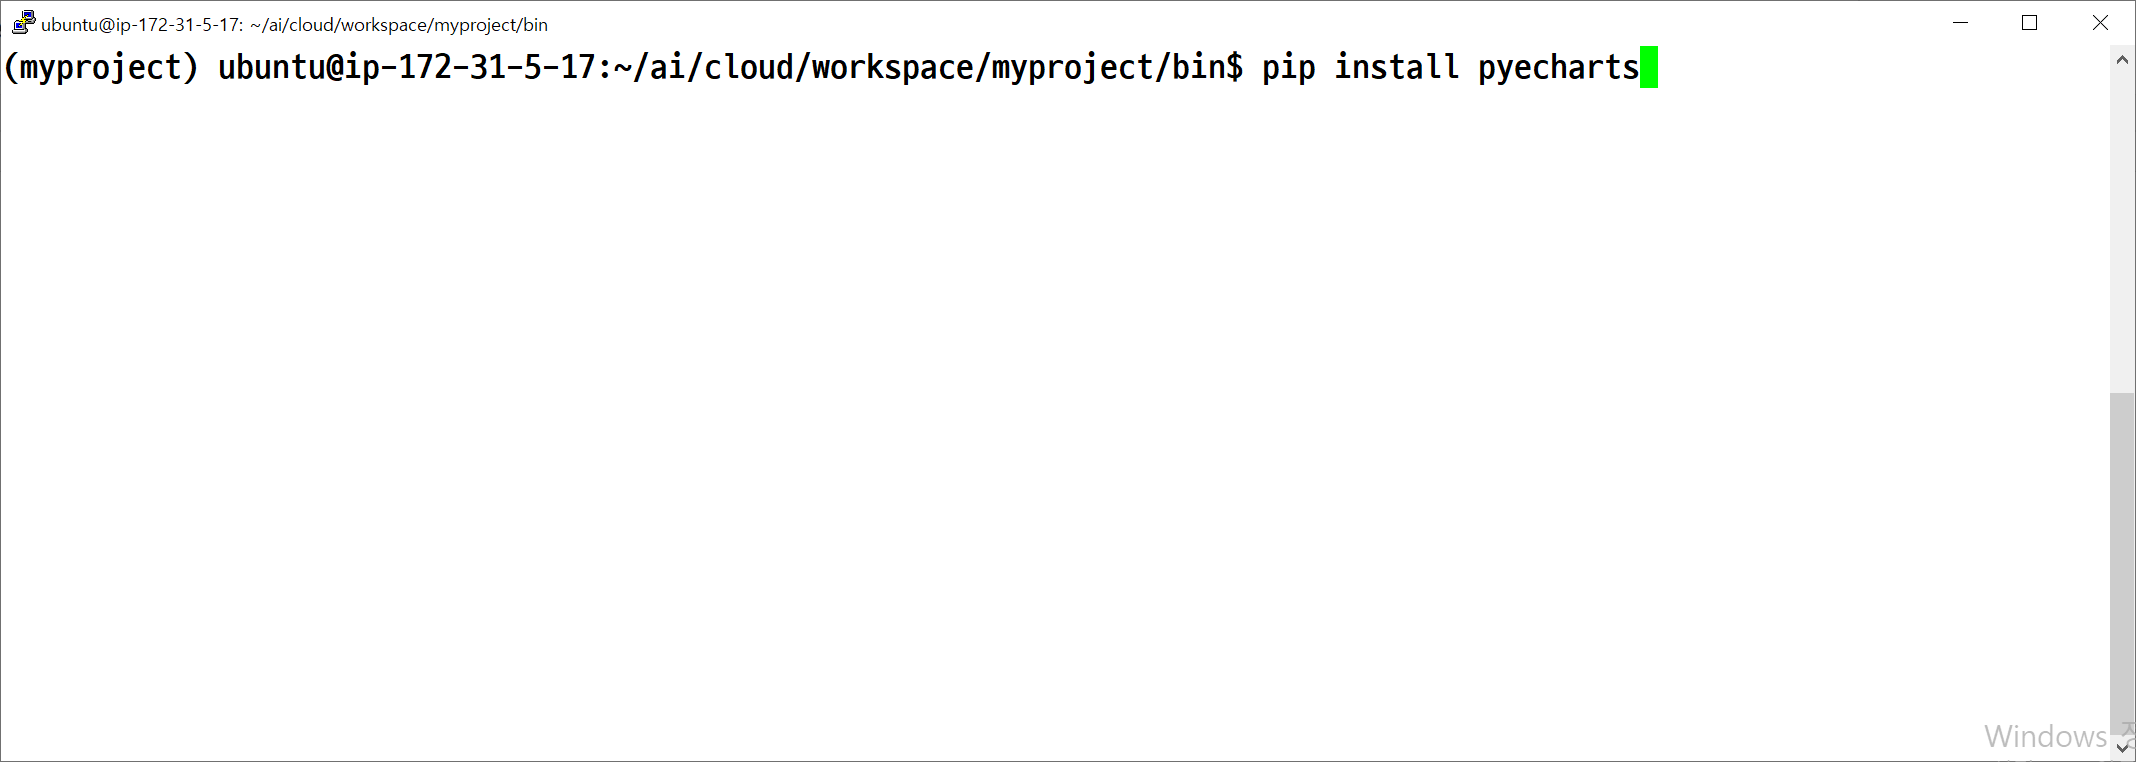 ubuntu@ip-172-31-5-17: ~/ai/cloud/workspace/myproject/bin
(myproject) ubuntu@ip-172-31-5-17:~/ai/cloud/workspace/myproject/bin$ pip install pyecharts
Windows